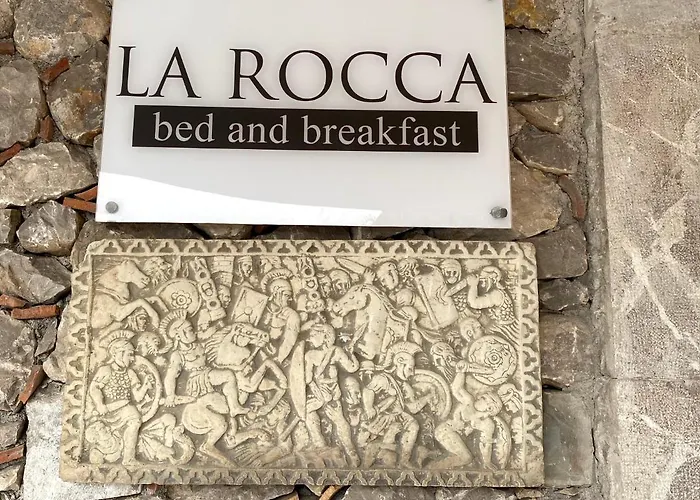 LA ROCCA
bed and breakfast